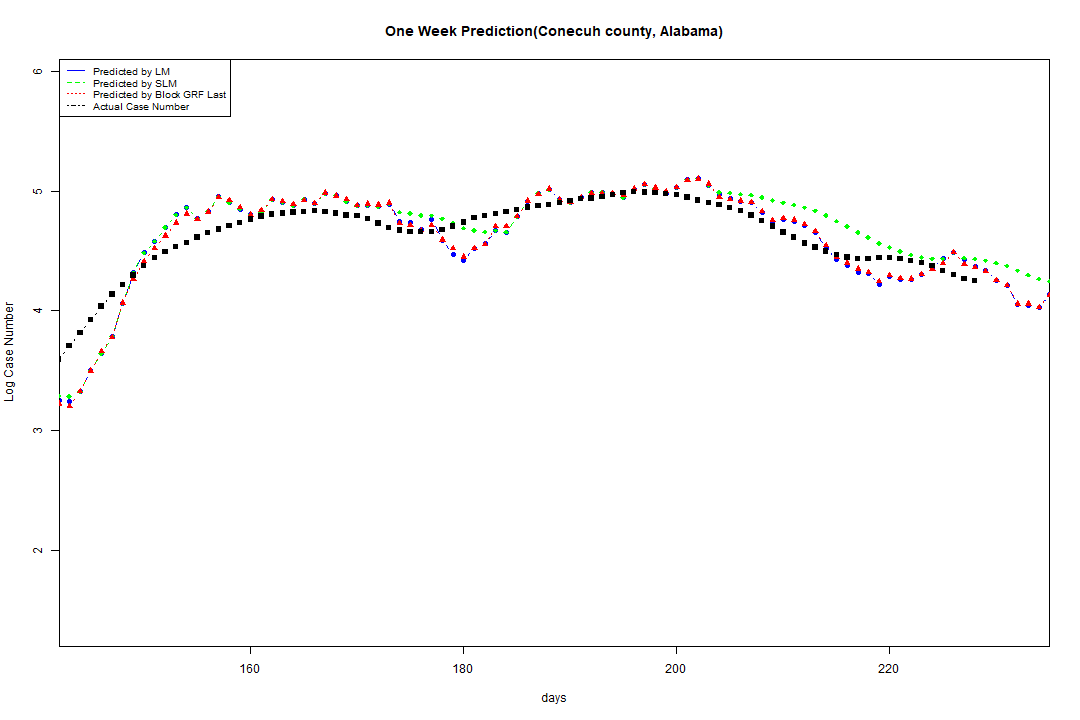 One Week Prediction(Conecuh county, Alabama)
Predicted by LM
Predicted by SLM
Predicted by Block GRF Last
Actual Case Number
6
5
4
3
2
Log Case Number
160
180
200
220
days